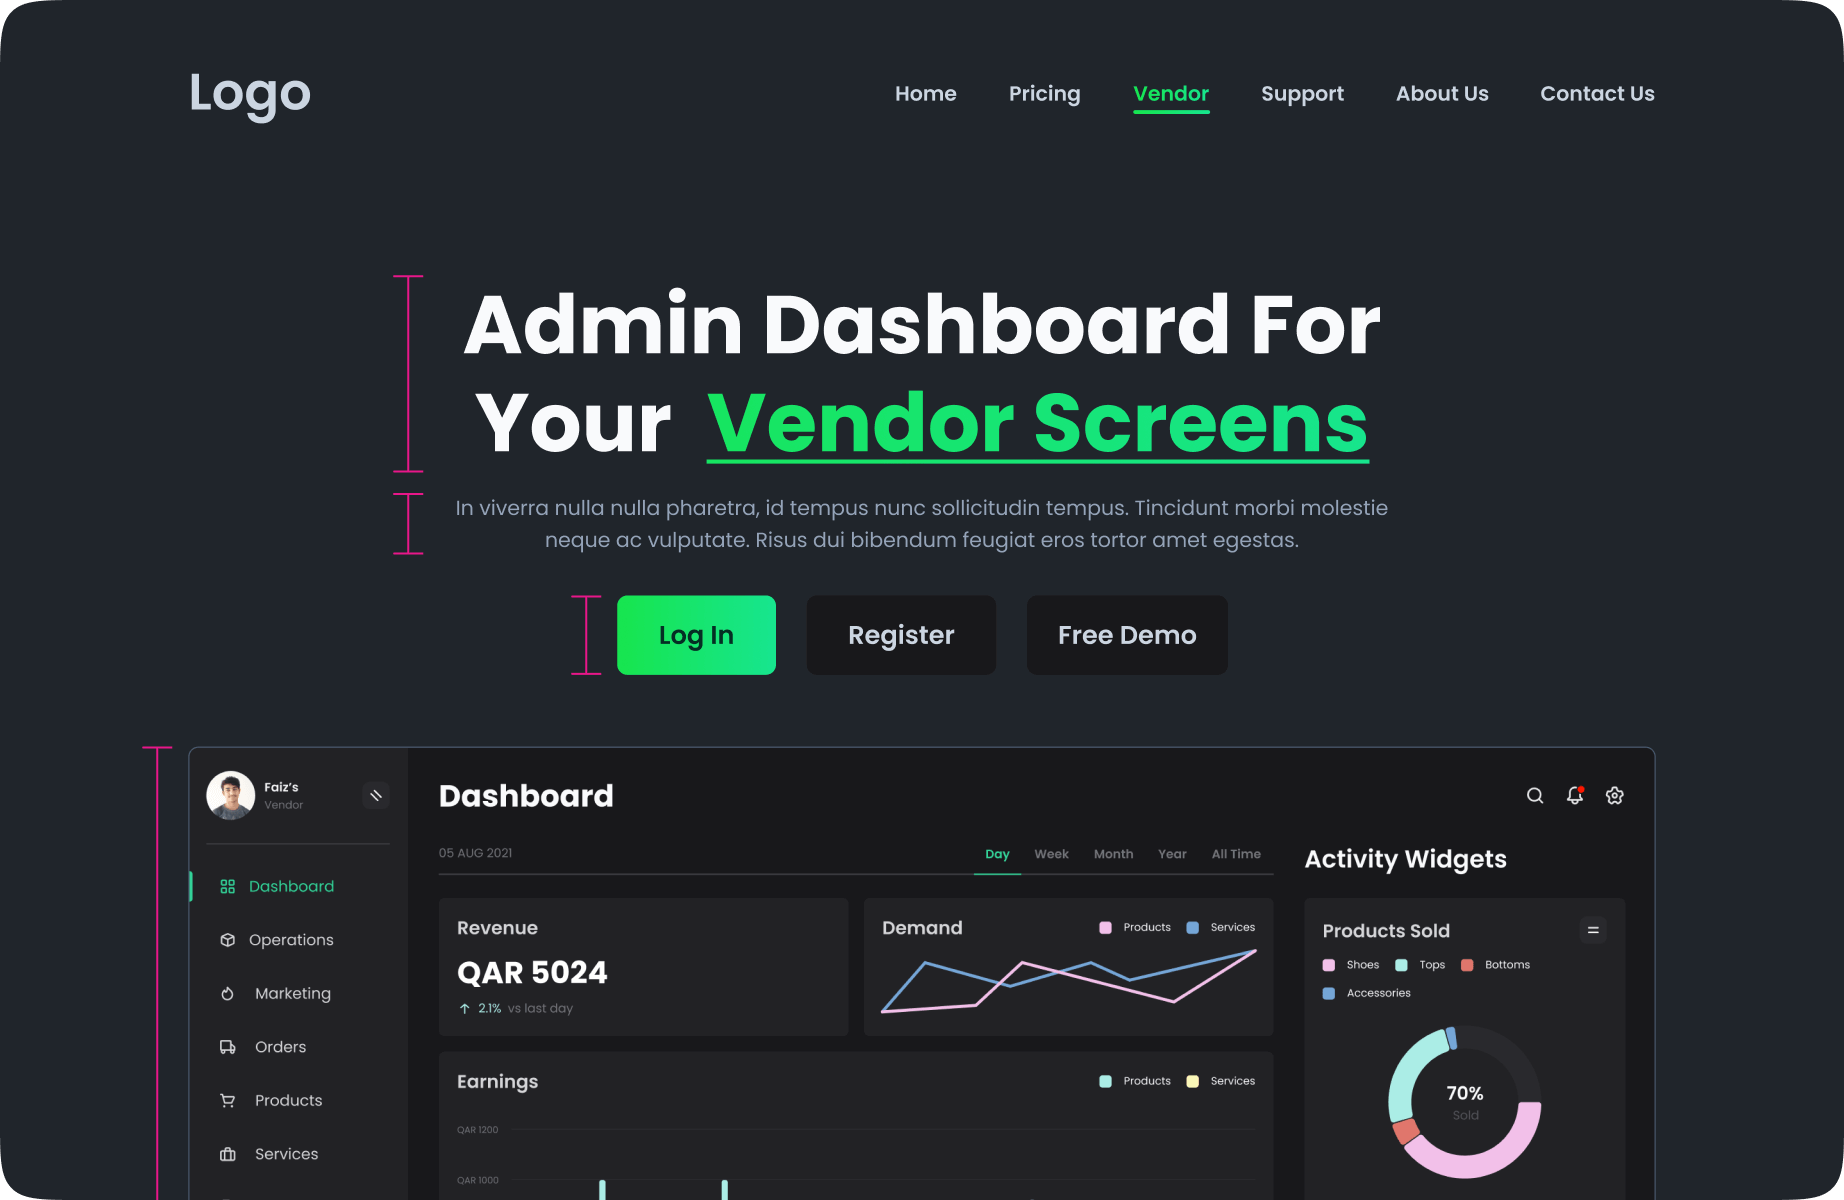 Logo
Home Pricing Vendor Support About Us Contact Us
Admin Dashboard For
Your Vendor Screens
In viverra nulla nulla pharetra, id tempus nunc sollicitudin tempus. Tincidunt morbi molestie
neque ac vulputate. Risus dui bibendum feugiat eros tortor amet egestas.
Log In Register Free Demo
Faiz's
Vendor
Dashboard
Operations
Marketing
Orders
Products
Services
Dashboard
05 AUG 2021
Day Week Month Year All Time
Revenue
QAR 5024
2.1% vs last day
Demand
Products Services
Earnings
Products Services
QAR 1200
QAR 1000
Activity Widgets
Products Sold
Shoes Tops Bottoms
Accessories
70%
Sold